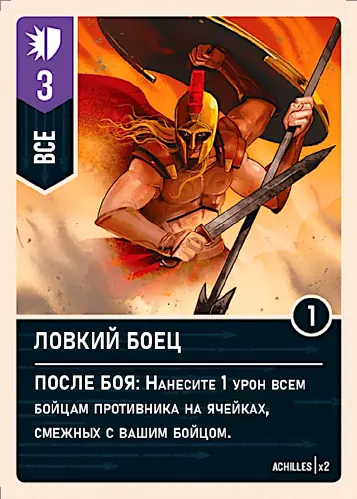 3
ВСЕ
1
ЛОВКИЙ БОЕЦ
ПОСЛЕ БОЯ: НАНЕСИТЕ 1 УРОН ВСЕМ
БОЙЦАМ ПРОТИВНИКА НА ЯЧЕЙКАХ,
СМЕЖНЫХ С ВАШИМ БОЙЦОМ.
ACHILLES | x2